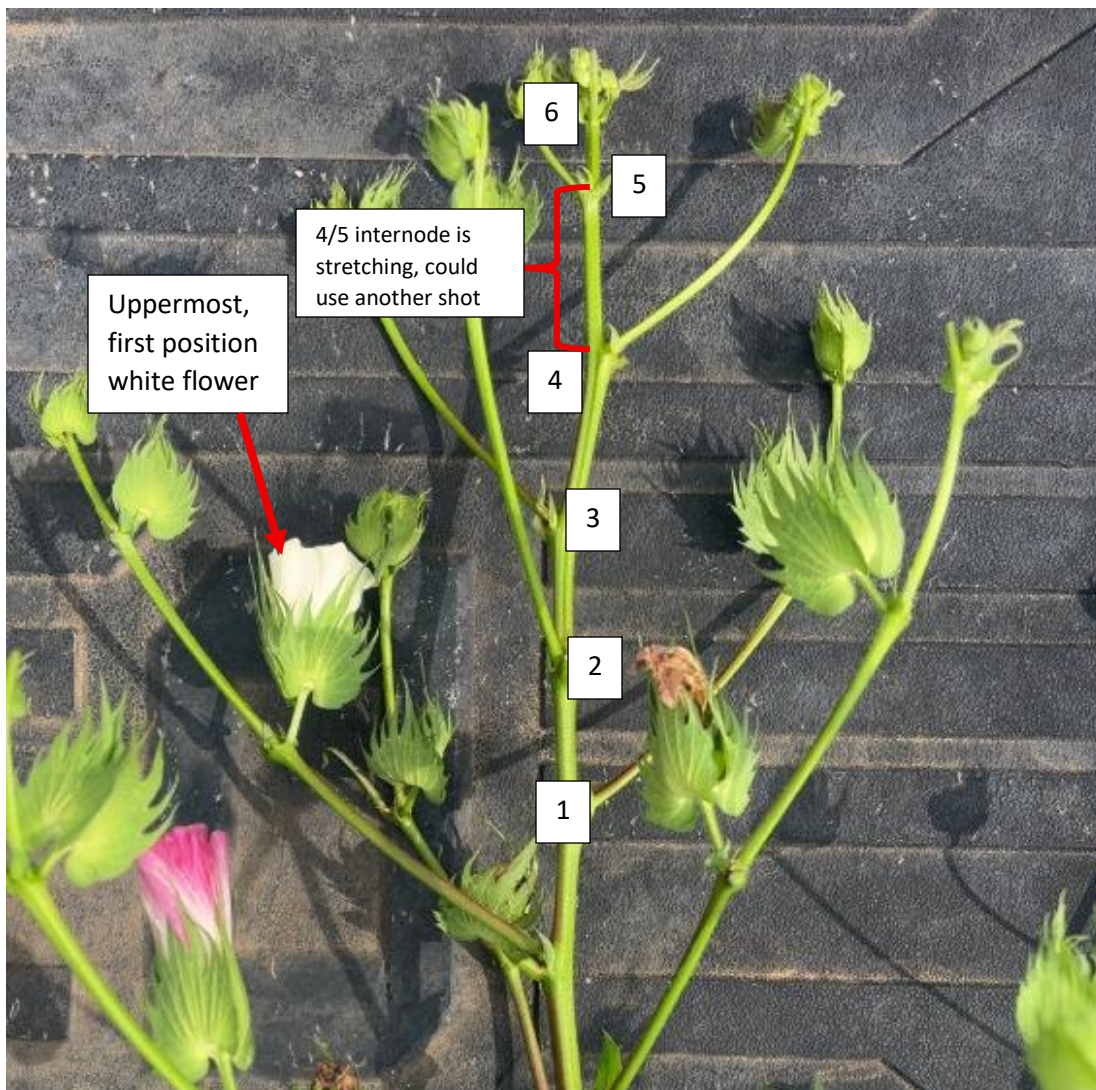 6
5
4/5 internode is
stretching, could
use another shot
Uppermost,
first position
white flower
4
3
2
1